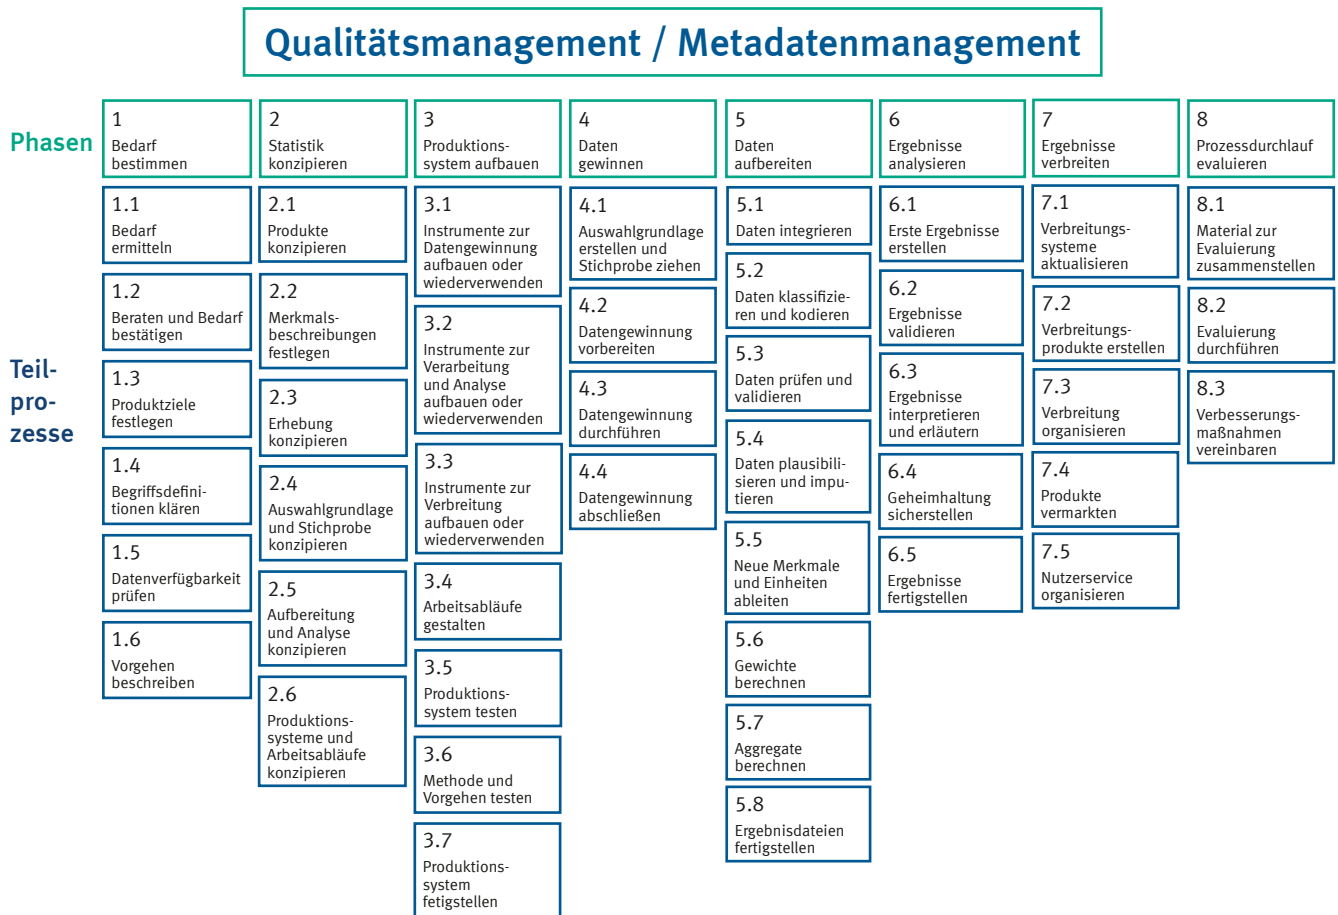 Qualitätsmanagement / Metadatenmanagement
Phasen
1
Bedarf
bestimmen
2
Statistik
konzipieren
3
Produktions-
system aufbauen
4
Daten
gewinnen
5
Daten
aufbereiten
6
Ergebnisse
analysieren
7
Ergebnisse
verbreiten
8
Prozessdurchlauf
evaluieren
Teil-
pro-
zesse
1.1
Bedarf
ermitteln
1.2
Beraten und Bedarf
bestätigen
1.3
Produktziele
festlegen
1.4
Begriffsdefini-
tionen klären
1.5
Datenverfügbarkeit
prüfen
1.6
Vorgehen
beschreiben
2.1
Produkte
konzipieren
2.2
Merkmals-
beschreibungen
festlegen
2.3
Erhebung
konzipieren
2.4
Auswahlgrundlage
und Stichprobe
konzipieren
2.5
Aufbereitung
und Analyse
konzipieren
2.6
Produktions-
systeme und
Arbeitsabläufe
konzipieren
3.1
Instrumente zur
Datengewinnung
aufbauen oder
wiederverwenden
3.2
Instrumente zur
Verarbeitung
und Analyse
aufbauen oder
wiederverwenden
3.3
Instrumente zur
Verbreitung
aufbauen oder
wiederverwenden
3.4
Arbeitsabläufe
gestalten
3.5
Produktions-
system testen
3.6
Methode und
Vorgehen testen
3.7
Produktions-
system
fetigstellen
4.1
Auswahlgrundlage
erstellen und
Stichprobe ziehen
4.2
Datengewinnung
vorbereiten
4.3
Datengewinnung
durchführen
4.4
Datengewinnung
abschließen
5.1
Daten integrieren
5.2
Daten klassifizie-
ren und kodieren
5.3
Daten prüfen und
validieren
5.4
Daten plausibili-
sieren und impu-
tieren
5.5
Neue Merkmale
und Einheiten
ableiten
5.6
Gewichte
berechnen
5.7
Aggregate
berechnen
5.8
Ergebnisdateien
fertigstellen
6.1
Erste Ergebnisse
erstellen
6.2
Ergebnisse
validieren
6.3
Ergebnisse
interpretieren
und erläutern
6.4
Geheimhaltung
sicherstellen
6.5
Ergebnisse
fertigstellen
7.1
Verbreitungs-
systeme
aktualisieren
7.2
Verbreitungs-
produkte erstellen
7.3
Verbreitung
organisieren
7.4
Produkte
vermarkten
7.5
Nutzerservice
organisieren
8.1
Material zur
Evaluierung
zusammenstellen
8.2
Evaluierung
durchführen
8.3
Verbesserungs-
maßnahmen
vereinbaren